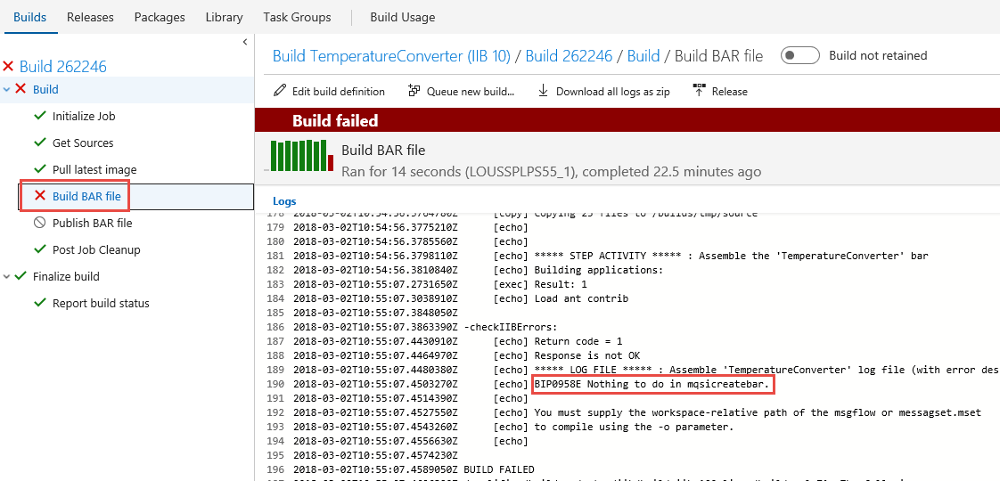 Builds Releases Packages Library Task Groups Build Usage
Build 262246
Build
Initialize Job
Get Sources
Pull latest image
Build BAR file
Publish BAR file
Post Job Cleanup
Finalize build
Report build status
Build TemperatureConverter (IIB 10) / Build 262246 / Build / Build BAR file Build not retained
Edit build definition Queue new build... Download all logs as zip Release
Build failed
Build BAR file
Ran for 14 seconds (LOUSSPLPS55_1), completed 22.5 minutes ago
Logs
178 2018-03-02T10:54:56.3764780Z [copy] Copying 25 files to /builds/tmp/source
179 2018-03-02T10:54:56.3775210Z [echo]
180 2018-03-02T10:54:56.3785560Z [echo]
181 2018-03-02T10:54:56.3798110Z [echo] ***** STEP ACTIVITY ***** : Assemble the 'TemperatureConverter' bar
182 2018-03-02T10:54:56.3810840Z [echo] Building applications:
183 2018-03-02T10:55:07.2731650Z [exec] Result: 1
184 2018-03-02T10:55:07.3038910Z [echo] Load ant contrib
185 2018-03-02T10:55:07.3848050Z
186 2018-03-02T10:55:07.3863390Z -checkIIBErrors:
187 2018-03-02T10:55:07.4430910Z [echo] Return code = 1
188 2018-03-02T10:55:07.4464970Z [echo] Response is not OK
189 2018-03-02T10:55:07.4480380Z [echo] ***** LOG FILE ***** : Assemble 'TemperatureConverter' log file (with error des
190 2018-03-02T10:55:07.4503270Z [echo] BIP0958E Nothing to do in mqsicreatebar.
191 2018-03-02T10:55:07.4514390Z [echo]
192 2018-03-02T10:55:07.4527550Z [echo] You must supply the workspace-relative path of the msgflow or messagset.mset
193 2018-03-02T10:55:07.4543260Z [echo] to compile using the -o parameter.
194 2018-03-02T10:55:07.4556630Z [echo]
195 2018-03-02T10:55:07.4574230Z
196 2018-03-02T10:55:07.4589050Z BUILD FAILED